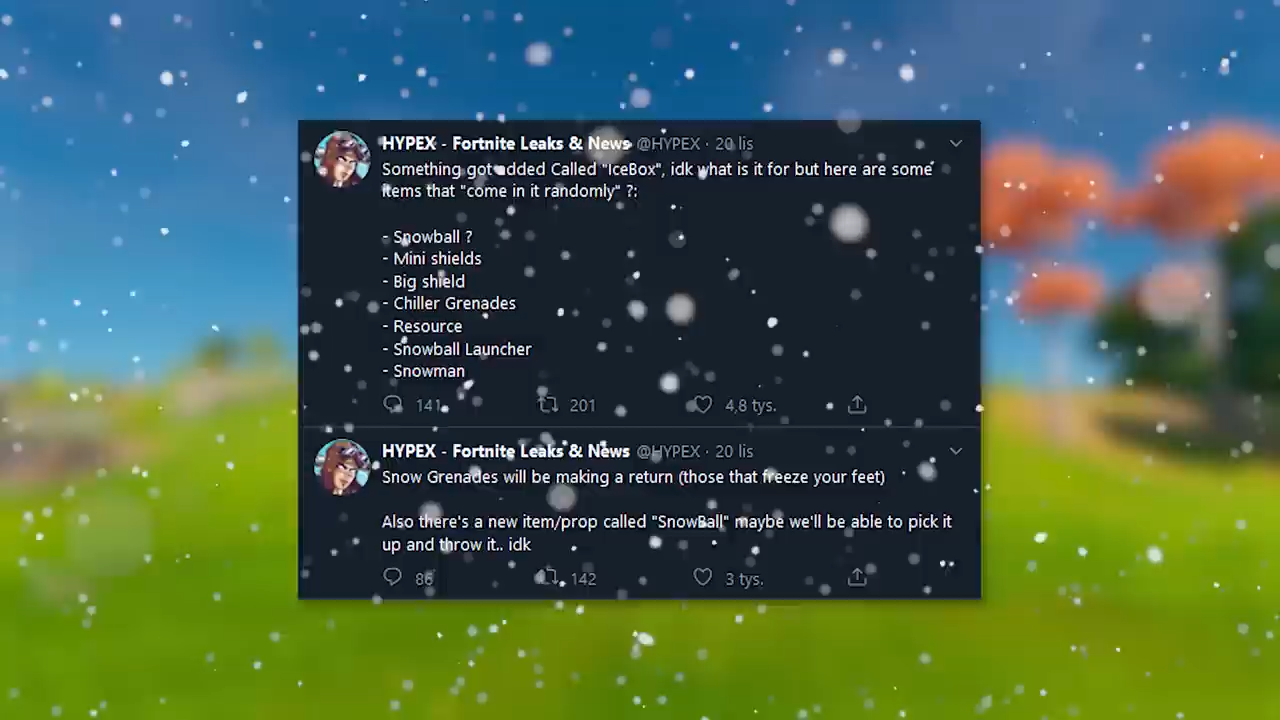 HYPEX - Fortnite Leaks & News @HYPEX · 20 lis
Something got added Called "IceBox", idk what is it for but here are some
items that "come in it randomly" ?:
- Snowball ?
- Mini shields
- Big shield
- Chiller Grenades
- Resource
- Snowball Launcher
- Snowman
141 201 4,8 tys.
HYPEX - Fortnite Leaks & News @HYPEX · 20 lis
Snow Grenades will be making a return (those that freeze your feet)
Also there's a new item/prop called "SnowBall" maybe we'll be able to pick it
up and throw it.. idk
86 142 3 tys.